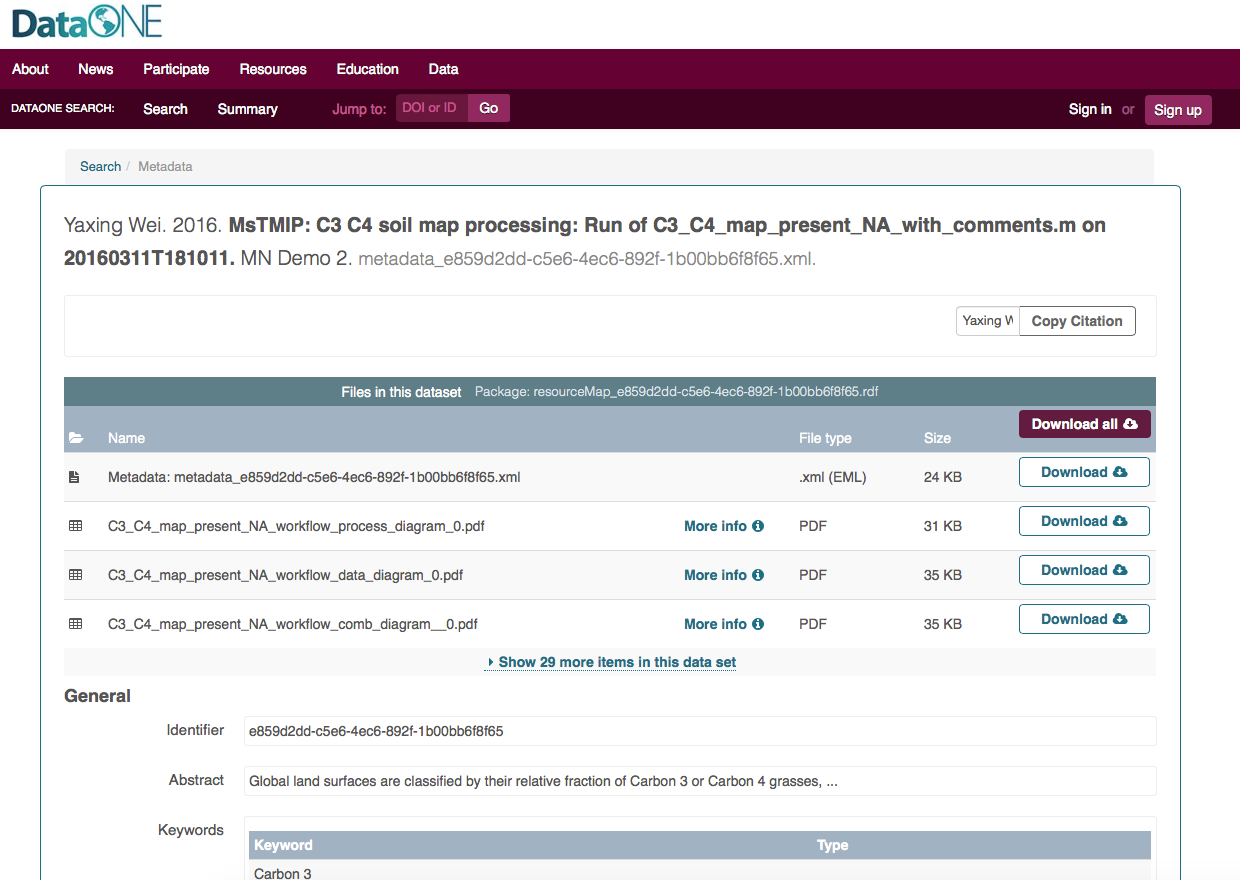 DataONE
About News Participate Resources Education Data
DATAONE SEARCH: Search Summary Jump to: DOI or ID Go Sign in or Sign up
Search / Metadata
Yaxing Wei. 2016. MsTMIP: C3 C4 soil map processing: Run of C3_C4_map_present_NA_with_comments.m on
20160311T181011. MN Demo 2. metadata_e859d2dd-c5e6-4ec6-892f-1b00bb6f8f65.xml.
Yaxing W Copy Citation
Files in this dataset Package: resourceMap_e859d2dd-c5e6-4ec6-892f-1b00bb6f8f65.rdf
Name File type Size Download all
Metadata: metadata_e859d2dd-c5e6-4ec6-892f-1b00bb6f8f65.xml .xml (EML) 24 KB Download
C3_C4_map_present_NA_workflow_process_diagram_0.pdf More info PDF 31 KB Download
C3_C4_map_present_NA_workflow_data_diagram_0.pdf More info PDF 35 KB Download
C3_C4_map_present_NA_workflow_comb_diagram__0.pdf More info PDF 35 KB Download
Show 29 more items in this data set
General
Identifier e859d2dd-c5e6-4ec6-892f-1b00bb6f8f65
Abstract Global land surfaces are classified by their relative fraction of Carbon 3 or Carbon 4 grasses, ...
Keywords
Keyword Type
Carbon 3